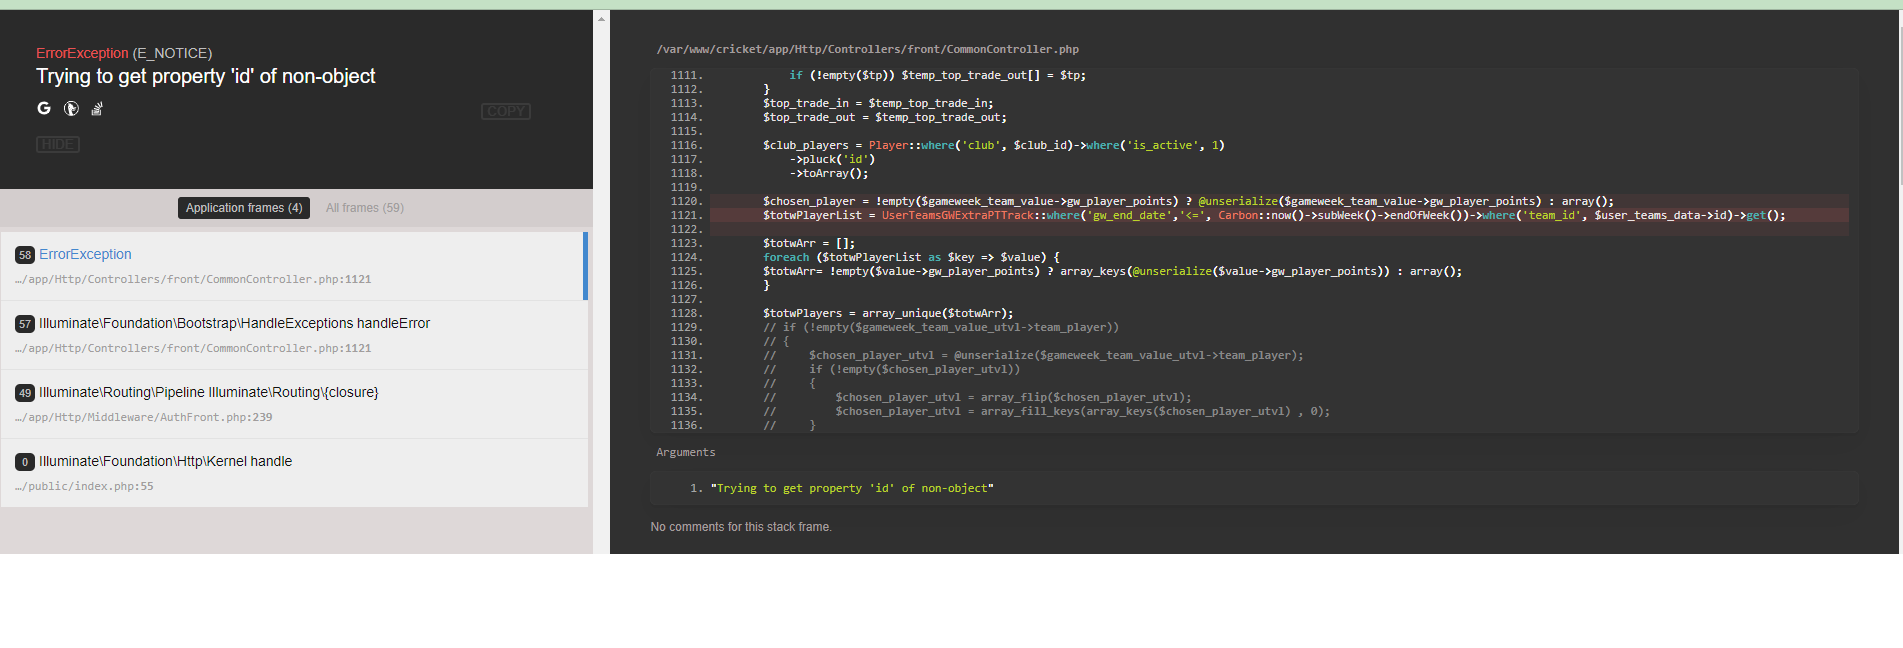 ErrorException (E_NOTICE)
Trying to get property 'id' of non-object
COPY
HIDE
Application frames (4) All frames (59)
58 ErrorException
…/app/Http/Controllers/front/CommonController.php:1121
57 Illuminate\Foundation\Bootstrap\HandleExceptions handleError
…/app/Http/Controllers/front/CommonController.php:1121
49 Illuminate\Routing\Pipeline Illuminate\Routing\{closure}
…/app/Http/Middleware/AuthFront.php:239
0 Illuminate\Foundation\Http\Kernel handle
…/public/index.php:55
/var/www/cricket/app/Http/Controllers/front/CommonController.php
1111. if (!empty($tp)) $temp_top_trade_out[] = $tp;
1112. }
1113. $top_trade_in = $temp_top_trade_in;
1114. $top_trade_out = $temp_top_trade_out;
1115.
1116. $club_players = Player::where('club', $club_id)->where('is_active', 1)
1117. ->pluck('id')
1118. ->toArray();
1119.
1120. $chosen_player = !empty($gameweek_team_value->gw_player_points) ? @unserialize($gameweek_team_value->gw_player_points) : array();
1121. $totwPlayerList = UserTeamsGWExtraPTTrack::where('gw_end_date','<=', Carbon::now()->subWeek()->endOfWeek())->where('team_id', $user_teams_data->id)->get();
1122.
1123. $totwArr = [];
1124. foreach ($totwPlayerList as $key => $value) {
1125. $totwArr= !empty($value->gw_player_points) ? array_keys(@unserialize($value->gw_player_points)) : array();
1126. }
1127.
1128. $totwPlayers = array_unique($totwArr);
1129. // if (!empty($gameweek_team_value_utvl->team_player))
1130. // {
1131. // $chosen_player_utvl = @unserialize($gameweek_team_value_utvl->team_player);
1132. // if (!empty($chosen_player_utvl))
1133. // {
1134. // $chosen_player_utvl = array_flip($chosen_player_utvl);
1135. // $chosen_player_utvl = array_fill_keys(array_keys($chosen_player_utvl) , 0);
1136. // }
Arguments
1. "Trying to get property 'id' of non-object"
No comments for this stack frame.